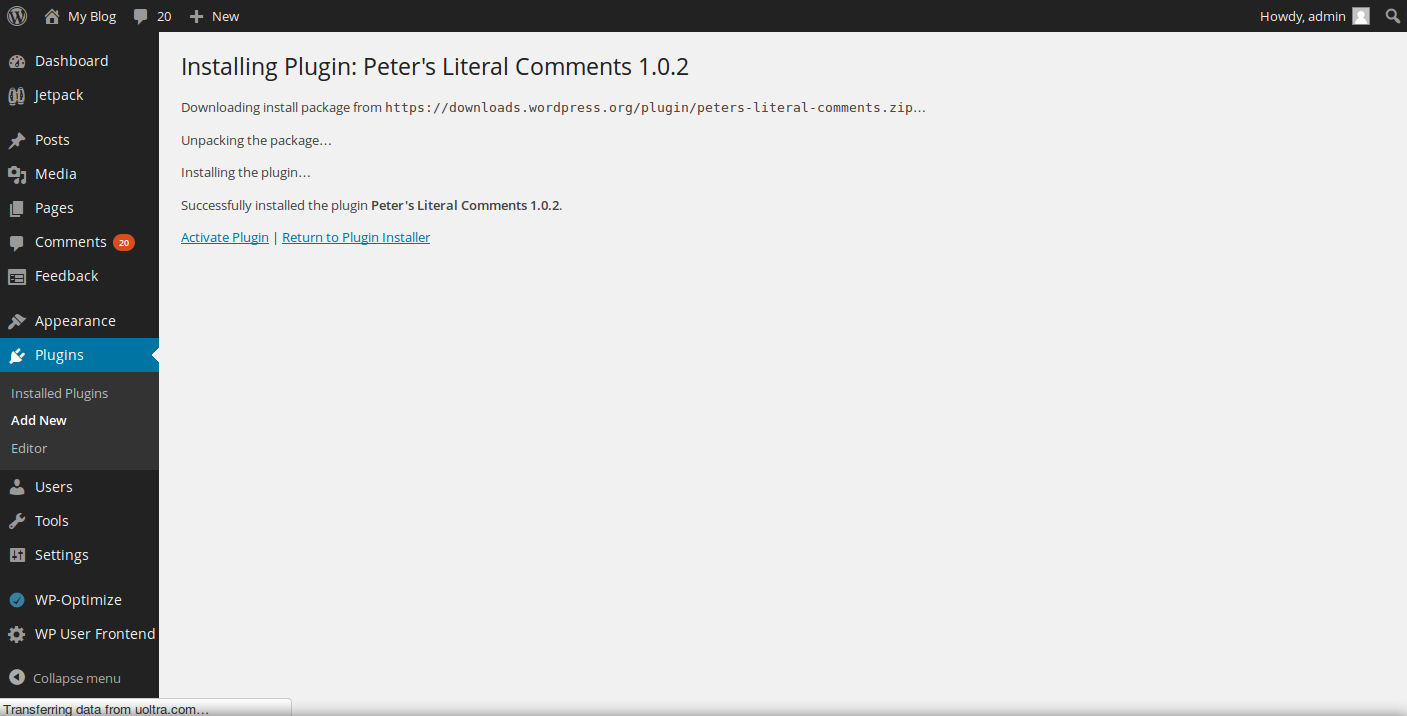 My Blog 20 New Howdy, admin
Dashboard
Jetpack
Posts
Media
Pages
Comments 20
Feedback
Appearance
Plugins
Installed Plugins
Add New
Editor
Users
Tools
Settings
WP-Optimize
WP User Frontend
Collapse menu
Installing Plugin: Peter's Literal Comments 1.0.2
Downloading install package from https://downloads.wordpress.org/plugin/peters-literal-comments.zip…
Unpacking the package…
Installing the plugin…
Successfully installed the plugin Peter's Literal Comments 1.0.2.
Activate Plugin | Return to Plugin Installer
Transferring data from uoltra.com…